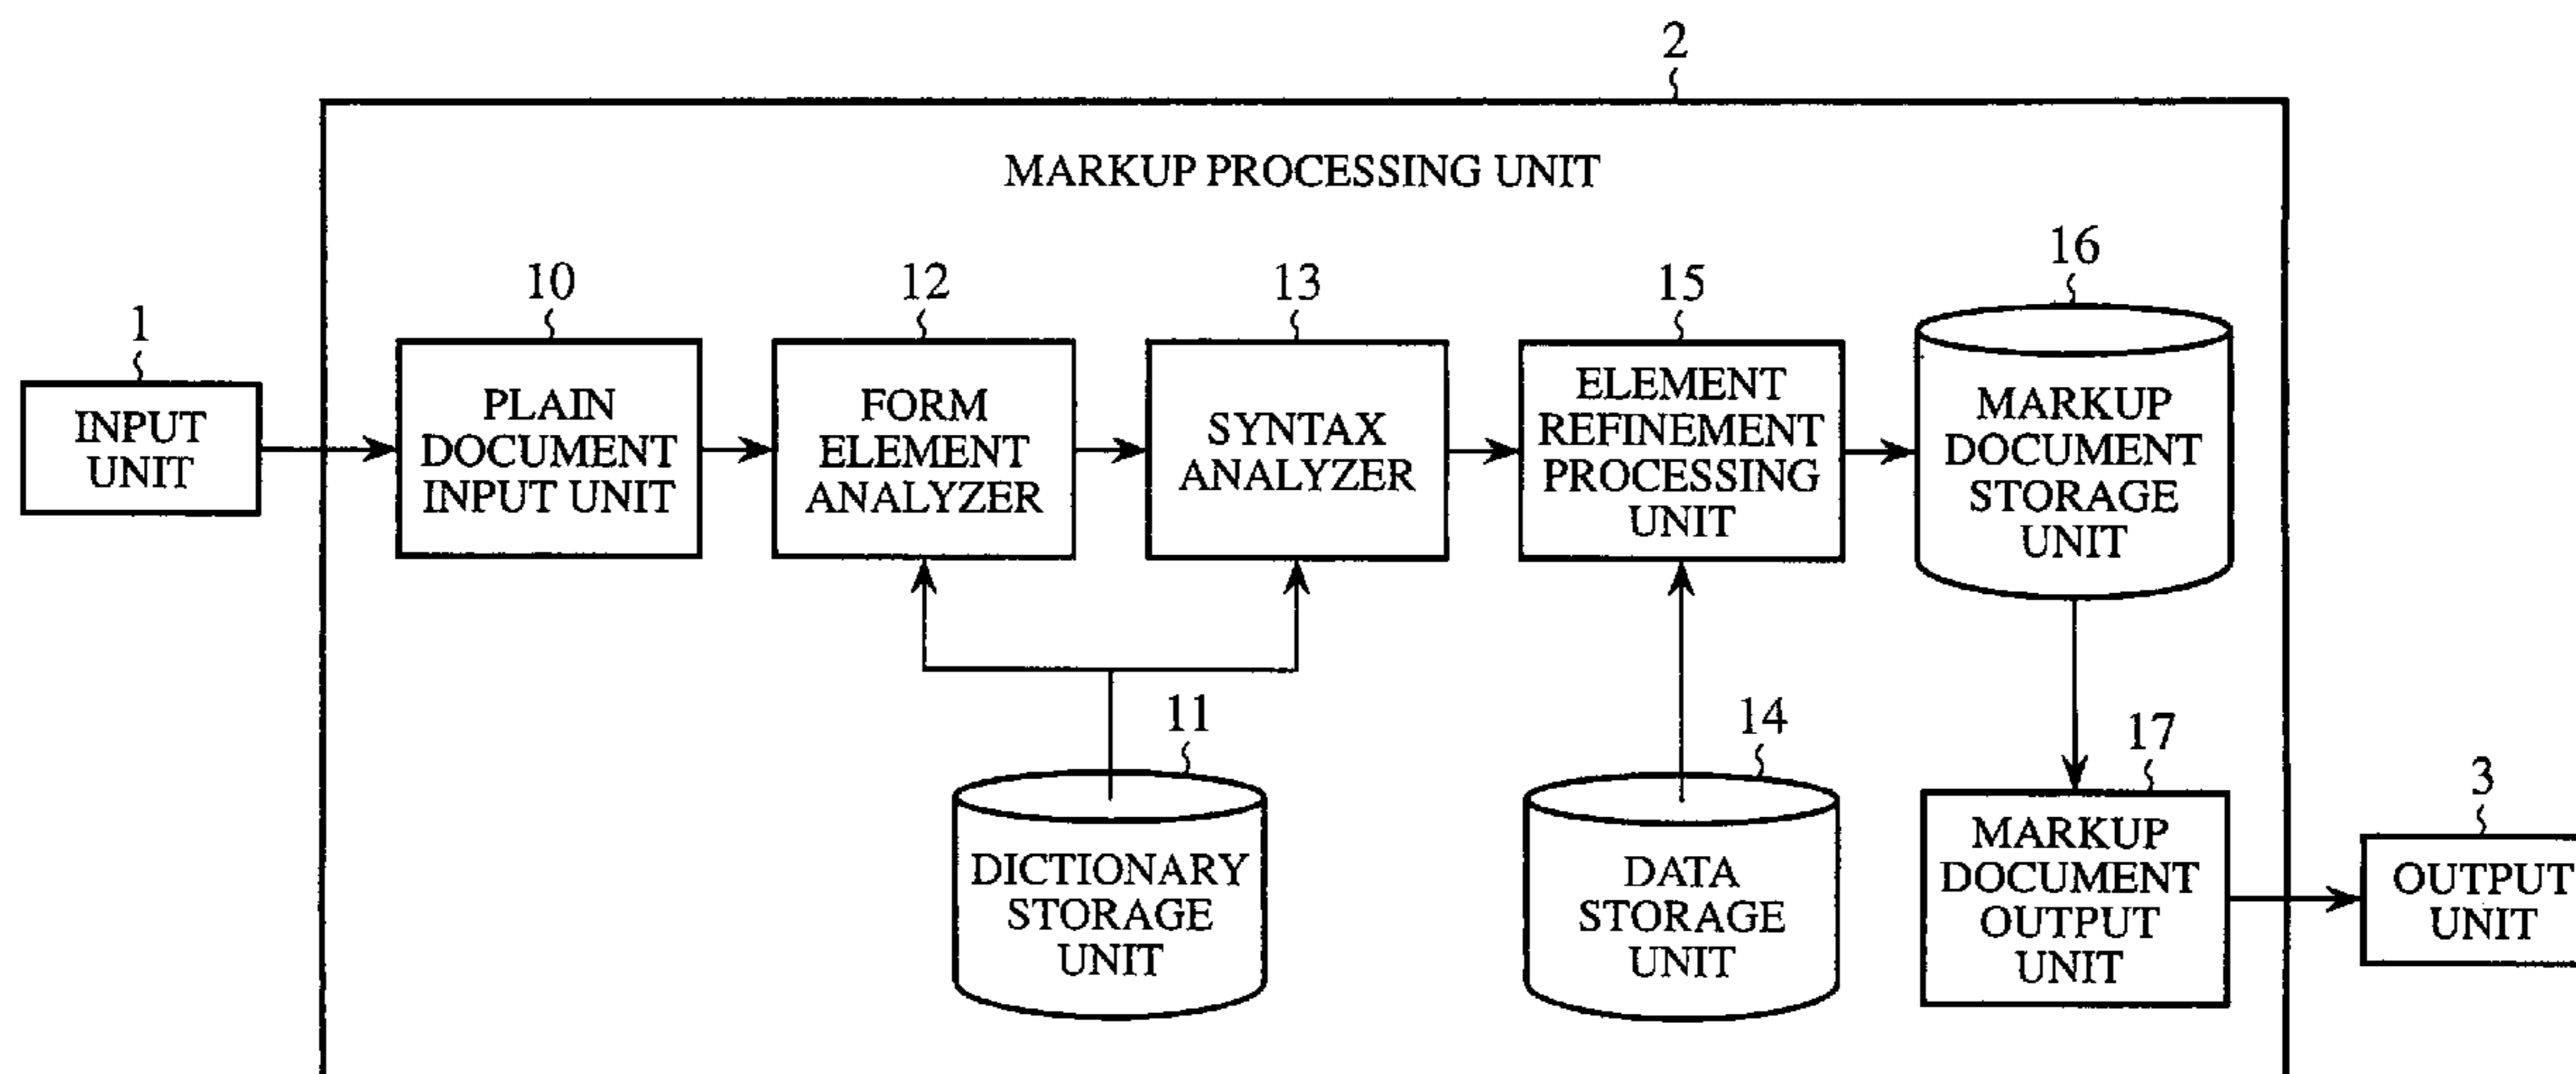 2
MARKUP PROCESSING UNIT
1
INPUT
UNIT
10
PLAIN
DOCUMENT
INPUT UNIT
12
FORM
ELEMENT
ANALYZER
13
SYNTAX
ANALYZER
15
ELEMENT
REFINEMENT
PROCESSING
UNIT
16
MARKUP
DOCUMENT
STORAGE
UNIT
11
DICTIONARY
STORAGE
UNIT
14
DATA
STORAGE
UNIT
17
MARKUP
DOCUMENT
OUTPUT
UNIT
3
OUTPUT
UNIT